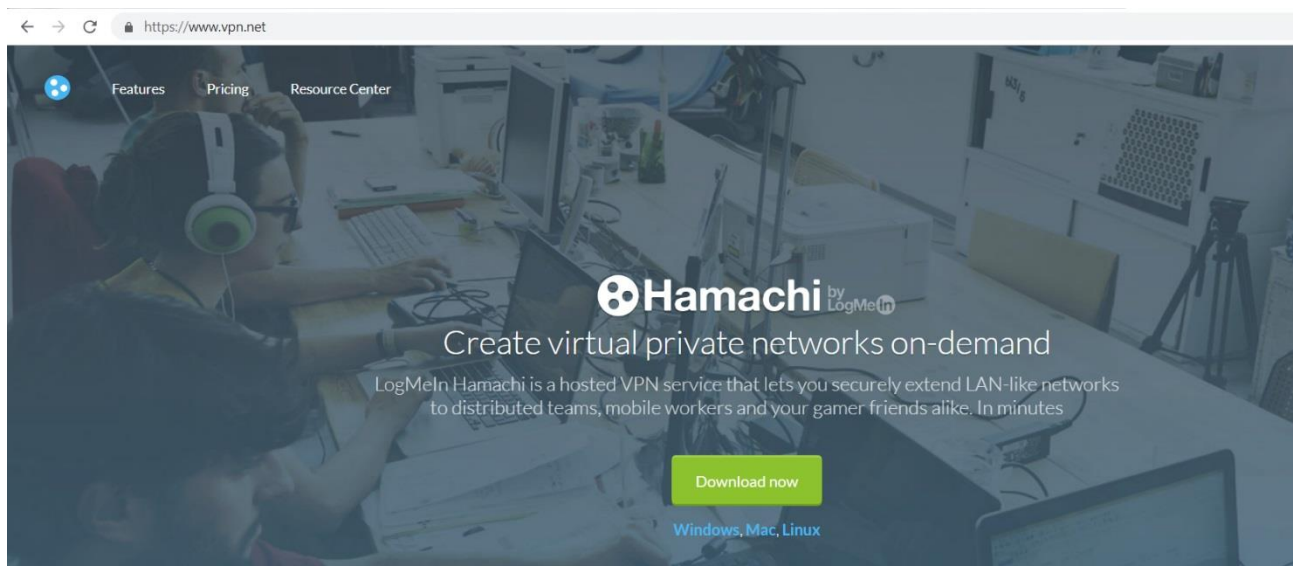 https://www.vpn.net
Features Pricing Resource Center
Hamachi by LogMeIn
Create virtual private networks on-demand
LogMeIn Hamachi is a hosted VPN service that lets you securely extend LAN-like networks
to distributed teams, mobile workers and your gamer friends alike. In minutes
Download now
Windows, Mac, Linux